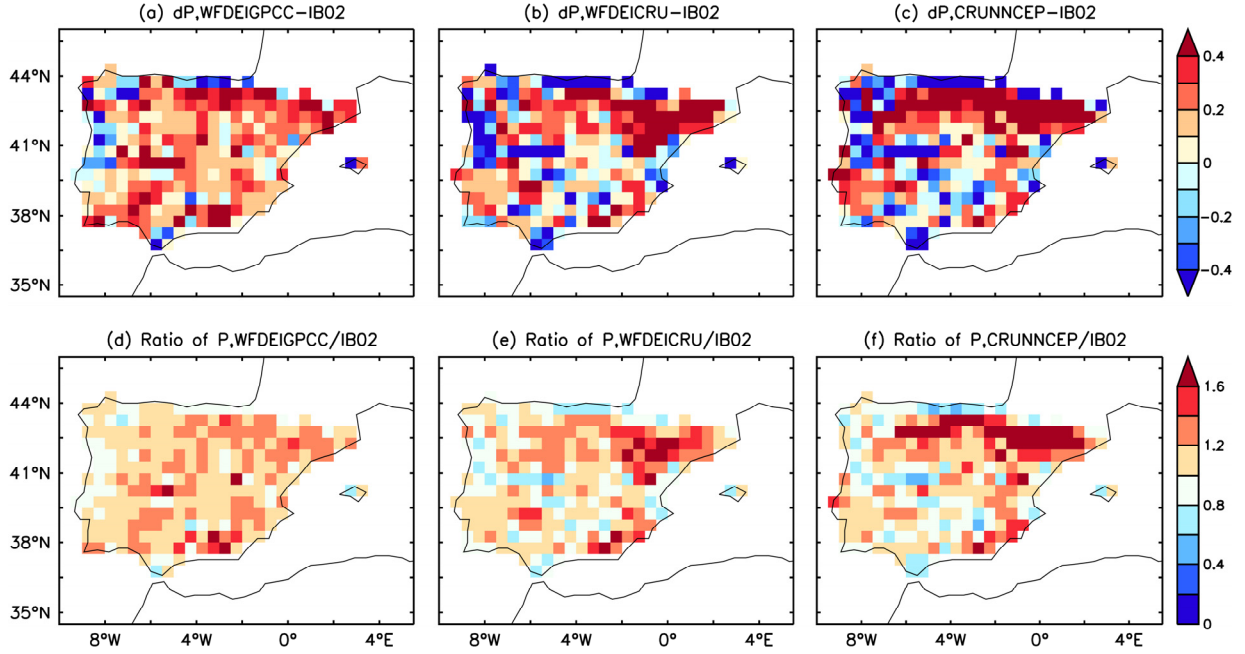 (a) dP,WFDEIGPCC−IB02
(b) dP,WFDEICRU−IB02
(c) dP,CRUNNCEP−IB02
44°N
41°N
38°N
35°N
0.4
0.2
0
−0.2
−0.4
(d) Ratio of P,WFDEIGPCC/IB02
(e) Ratio of P,WFDEICRU/IB02
(f) Ratio of P,CRUNNCEP/IB02
44°N
41°N
38°N
35°N
1.6
1.2
0.8
0.4
0
8°W 4°W 0° 4°E
8°W 4°W 0° 4°E
8°W 4°W 0° 4°E